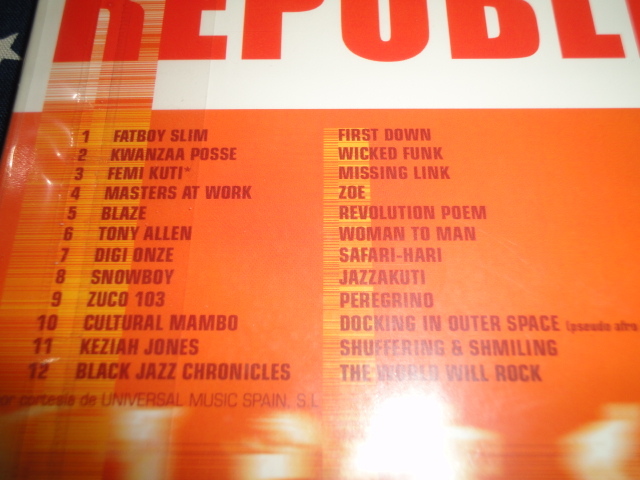 REPUBLI
1 FATBOY SLIM FIRST DOWN
2 KWANZAA POSSE WICKED FUNK
3 FEMI KUTI* MISSING LINK
4 MASTERS AT WORK ZOE
5 BLAZE REVOLUTION POEM
6 TONY ALLEN WOMAN TO MAN
7 DIGI ONZE SAFARI-HARI
8 SNOWBOY JAZZAKUTI
9 ZUCO 103 PEREGRINO
10 CULTURAL MAMBO DOCKING IN OUTER SPACE (pseudo afro
11 KEZIAH JONES SHUFFERING & SHMILING
12 BLACK JAZZ CHRONICLES THE WORLD WILL ROCK
por cortesia de UNIVERSAL MUSIC SPAIN, S.L